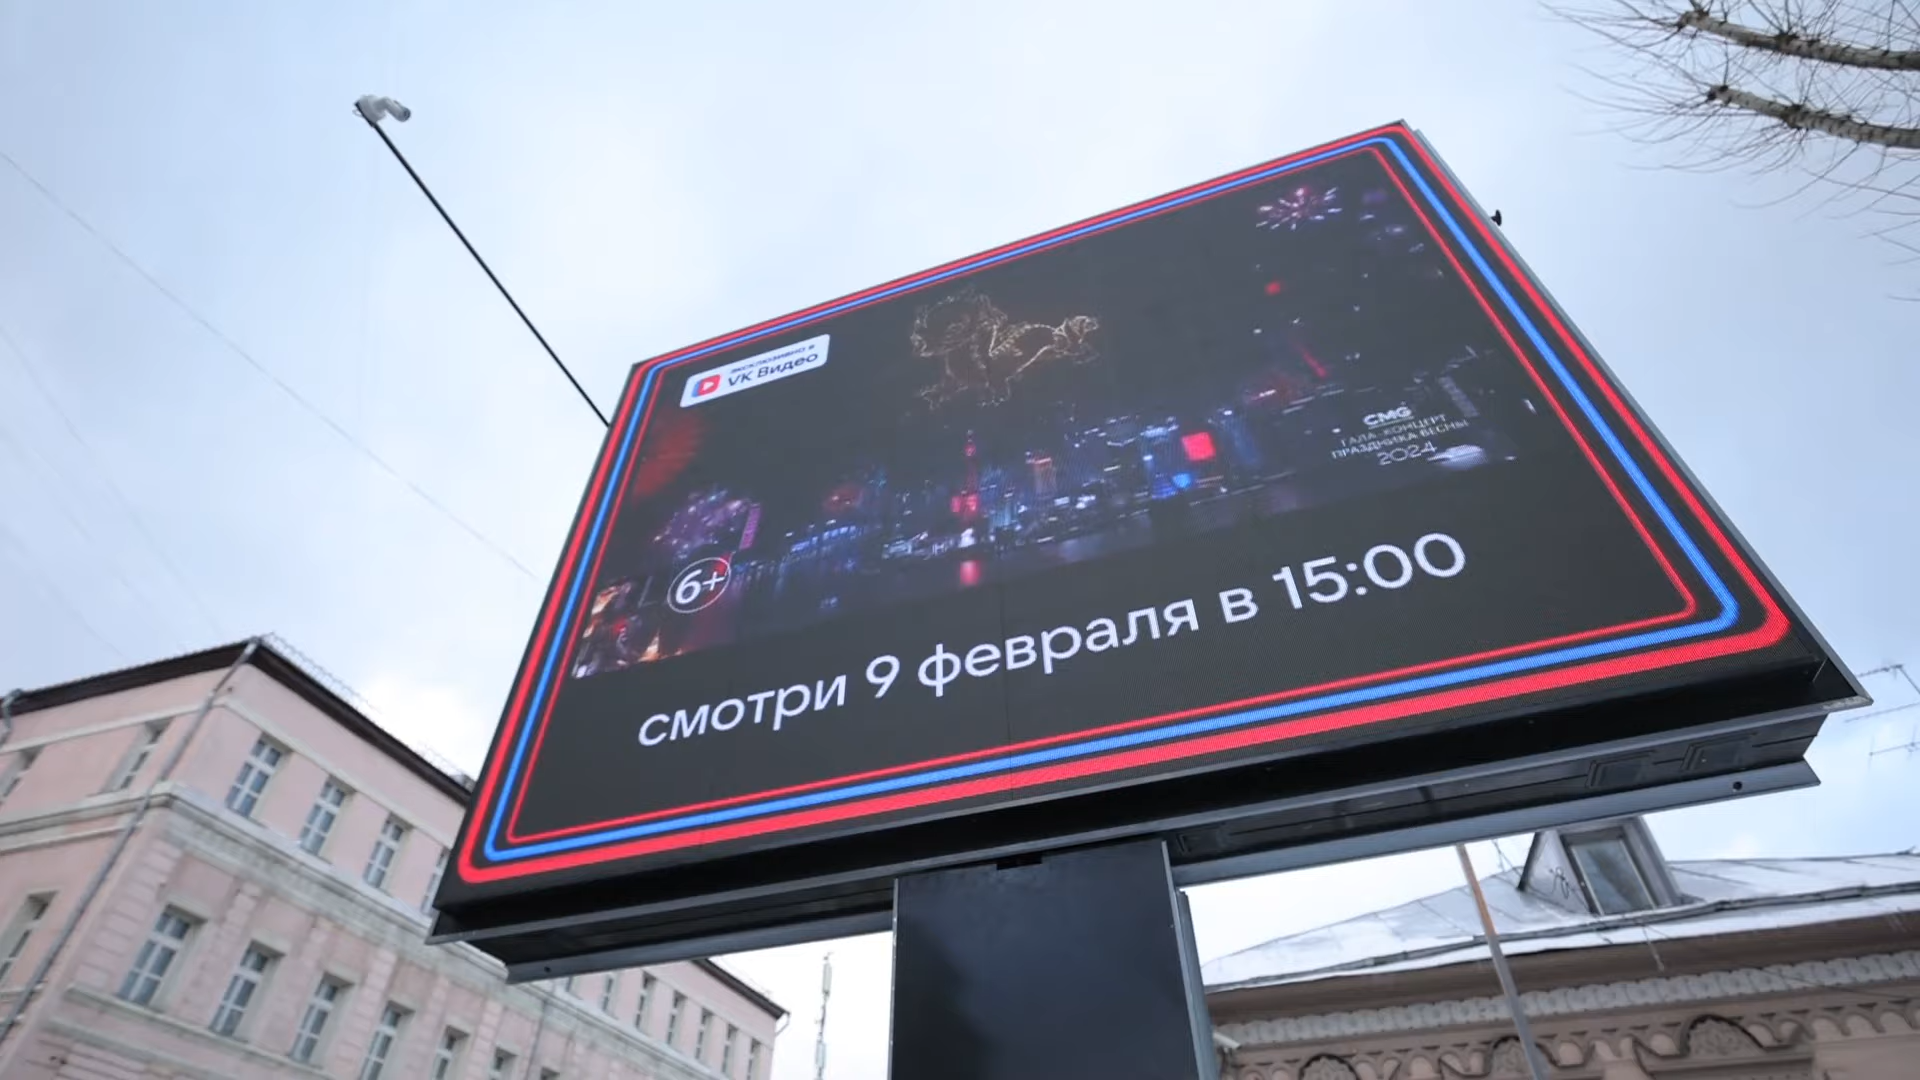 эксклюзивно в
VK Видео
CMG
ГАЛА-КОНЦЕРТ
ПРАЗДНИКА ВЕСНЫ
2024
6+
смотри 9 февраля в 15:00